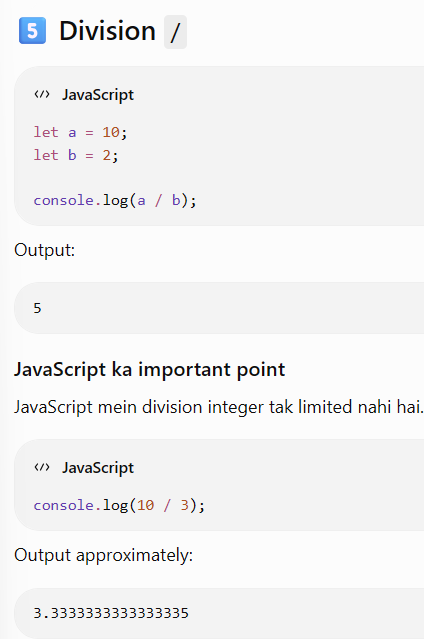 5 Division /
JavaScript
let a = 10;
let b = 2;
console.log(a / b);
Output:
5
JavaScript ka important point
JavaScript mein division integer tak limited nahi hai.
JavaScript
console.log(10 / 3);
Output approximately:
3.3333333333333335